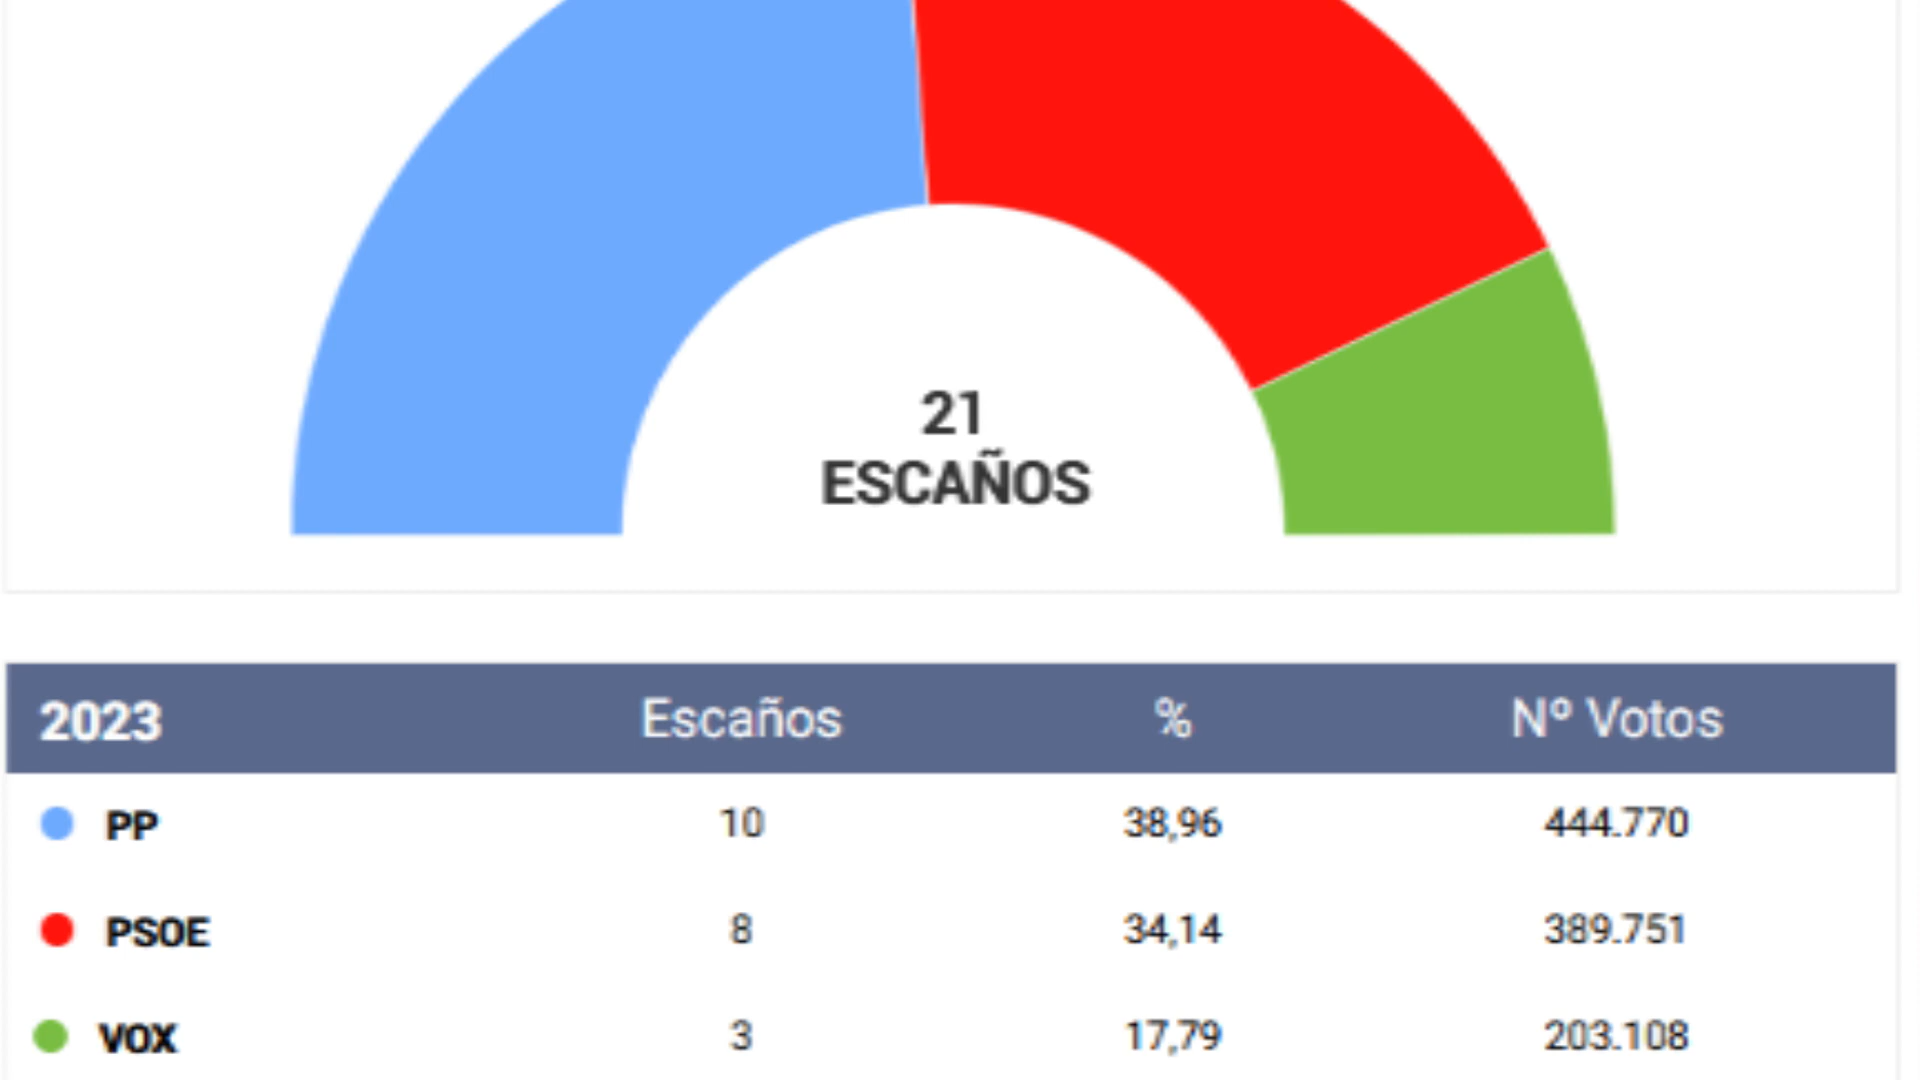 21
ESCAÑOS
2023 Escaños % Nº Votos
PP 10 38,96 444.770
PSOE 8 34,14 389.751
VOX 3 17,79 203.108